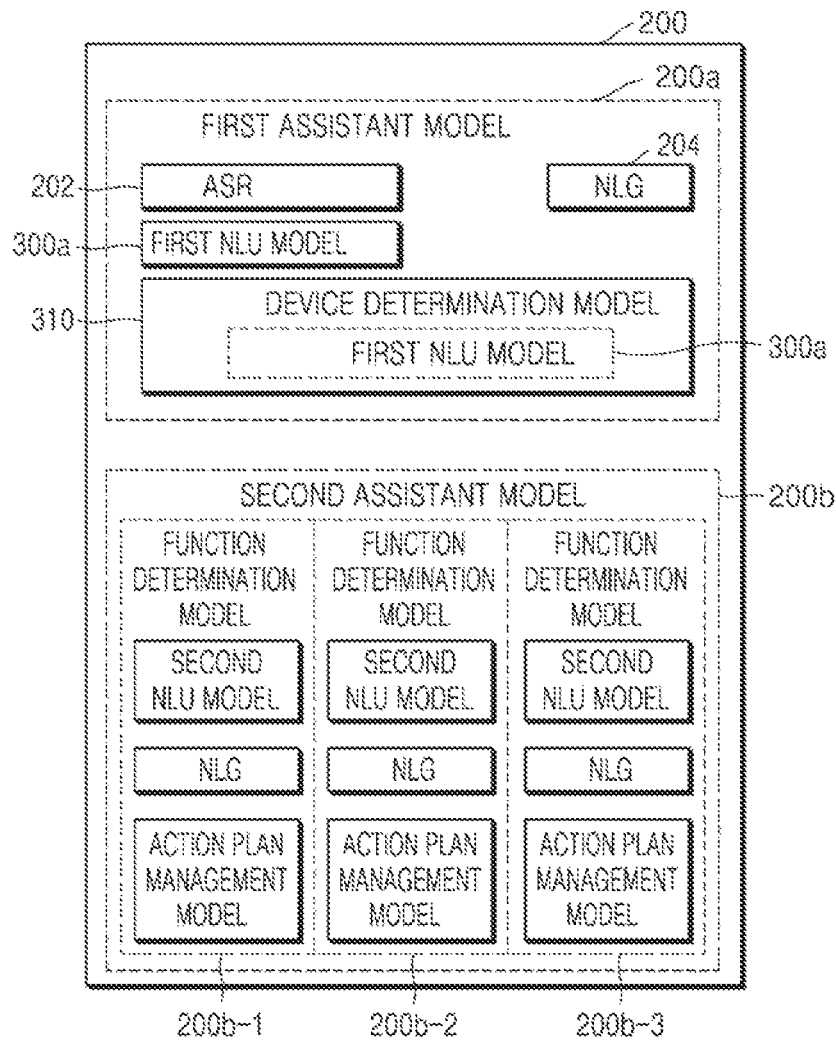 200
200a
FIRST ASSISTANT MODEL
204
202
ASR
NLG
300a
FIRST NLU MODEL
310
DEVICE DETERMINATION MODEL
FIRST NLU MODEL
300a
SECOND ASSISTANT MODEL
200b
FUNCTION
DETERMINATION
MODEL
SECOND
NLU MODEL
NLG
ACTION PLAN
MANAGEMENT
MODEL
FUNCTION
DETERMINATION
MODEL
SECOND
NLU MODEL
NLG
ACTION PLAN
MANAGEMENT
MODEL
FUNCTION
DETERMINATION
MODEL
SECOND
NLU MODEL
NLG
ACTION PLAN
MANAGEMENT
MODEL
200b-1
200b-2
200b-3